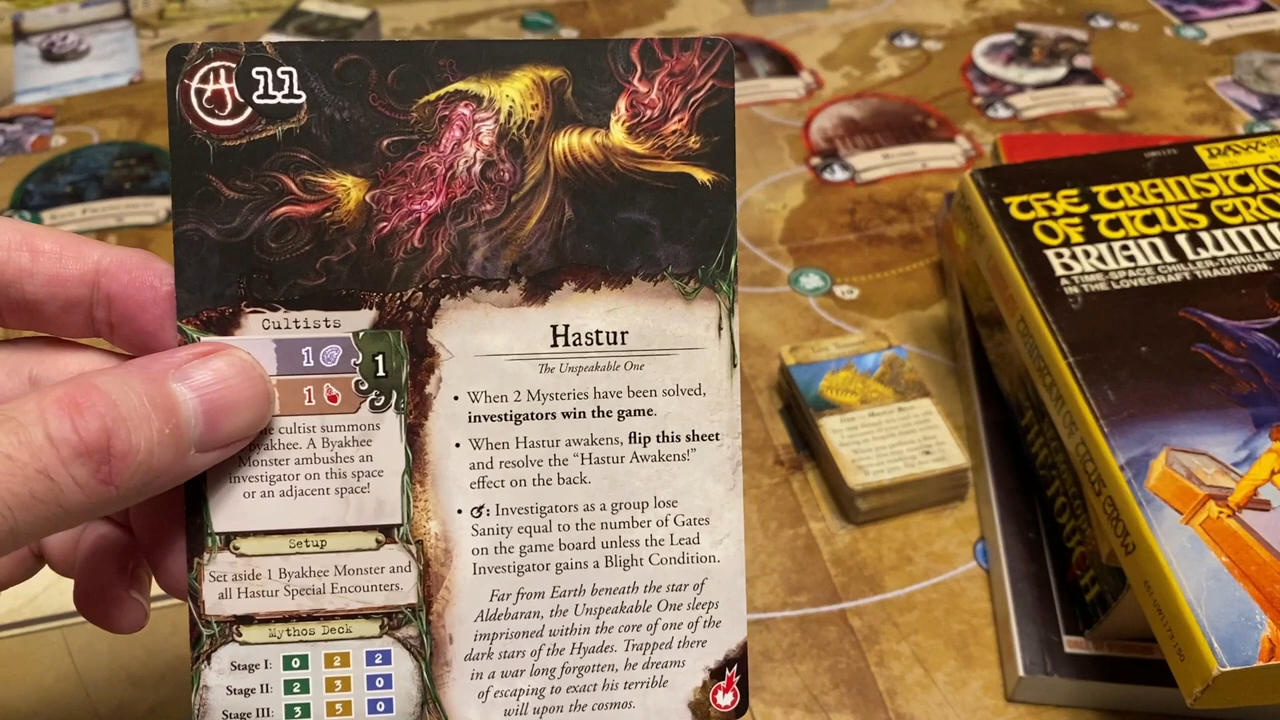 11
Cultists
1
1
1
cultist summons
yakhee. A Byakhee
Monster ambushes an
investigator on this space
or an adjacent space!
Setup
Set aside 1 Byakhee Monster and
all Hastur Special Encounters.
Mythos Deck
Stage I: 0 2 2
Stage II: 2 3 0
Stage III: 3 5 0
Hastur
The Unspeakable One
• When 2 Mysteries have been solved,
investigators win the game.
• When Hastur awakens, flip this sheet
and resolve the “Hastur Awakens!”
effect on the back.
• : Investigators as a group lose
Sanity equal to the number of Gates
on the game board unless the Lead
Investigator gains a Blight Condition.
Far from Earth beneath the star of
Aldebaran, the Unspeakable One sleeps
imprisoned within the core of one of the
dark stars of the Hyades. Trapped there
in a war long forgotten, he dreams
of escaping to exact his terrible
will upon the cosmos.
THE TRANSITIO
OF TITUS CRO
BRIAN LUM
A TIME-SPACE CHILLER-THRILLER
IN THE LOVECRAFT TRADITION
TRANSITION OF TITUS CROW
19